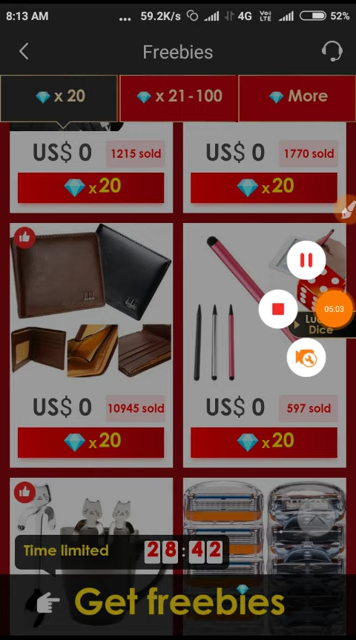 8:13 AM ... 59.2K/s 4G VoLTE 52%
Freebies
x 20 x 21-100 More
US$ 0 1215 sold US$ 0 1770 sold
x20 x20
05:03
Dice
US$ 0 10945 sold US$ 0 597 sold
x20 x20
Time limited 28:42
Get freebies